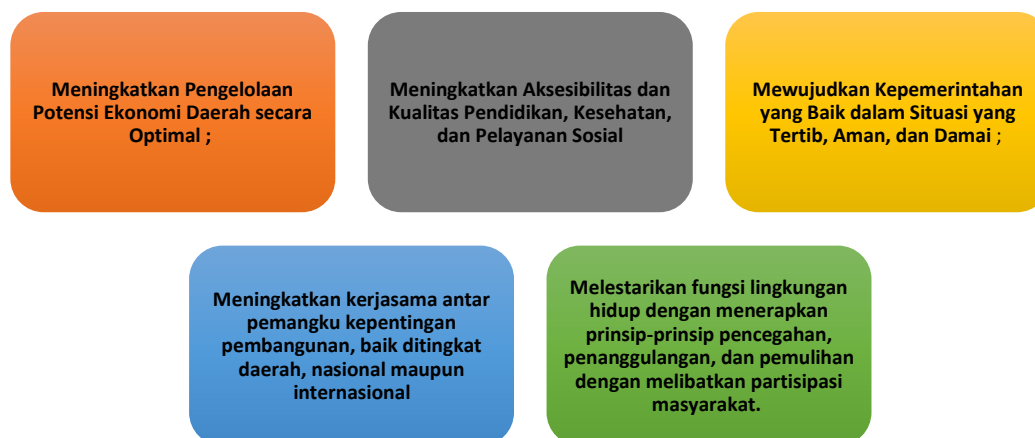 Meningkatkan Pengelolaan
Potensi Ekonomi Daerah secara
Optimal ;
Meningkatkan Aksesibilitas dan
Kualitas Pendidikan, Kesehatan,
dan Pelayanan Sosial
Mewujudkan Kepemerintahan
yang Baik dalam Situasi yang
Tertib, Aman, dan Damai ;
Meningkatkan kerjasama antar
pemangku kepentingan
pembangunan, baik ditingkat
daerah, nasional maupun
internasional
Melestarikan fungsi lingkungan
hidup dengan menerapkan
prinsip-prinsip pencegahan,
penanggulangan, dan pemulihan
dengan melibatkan partisipasi
masyarakat.